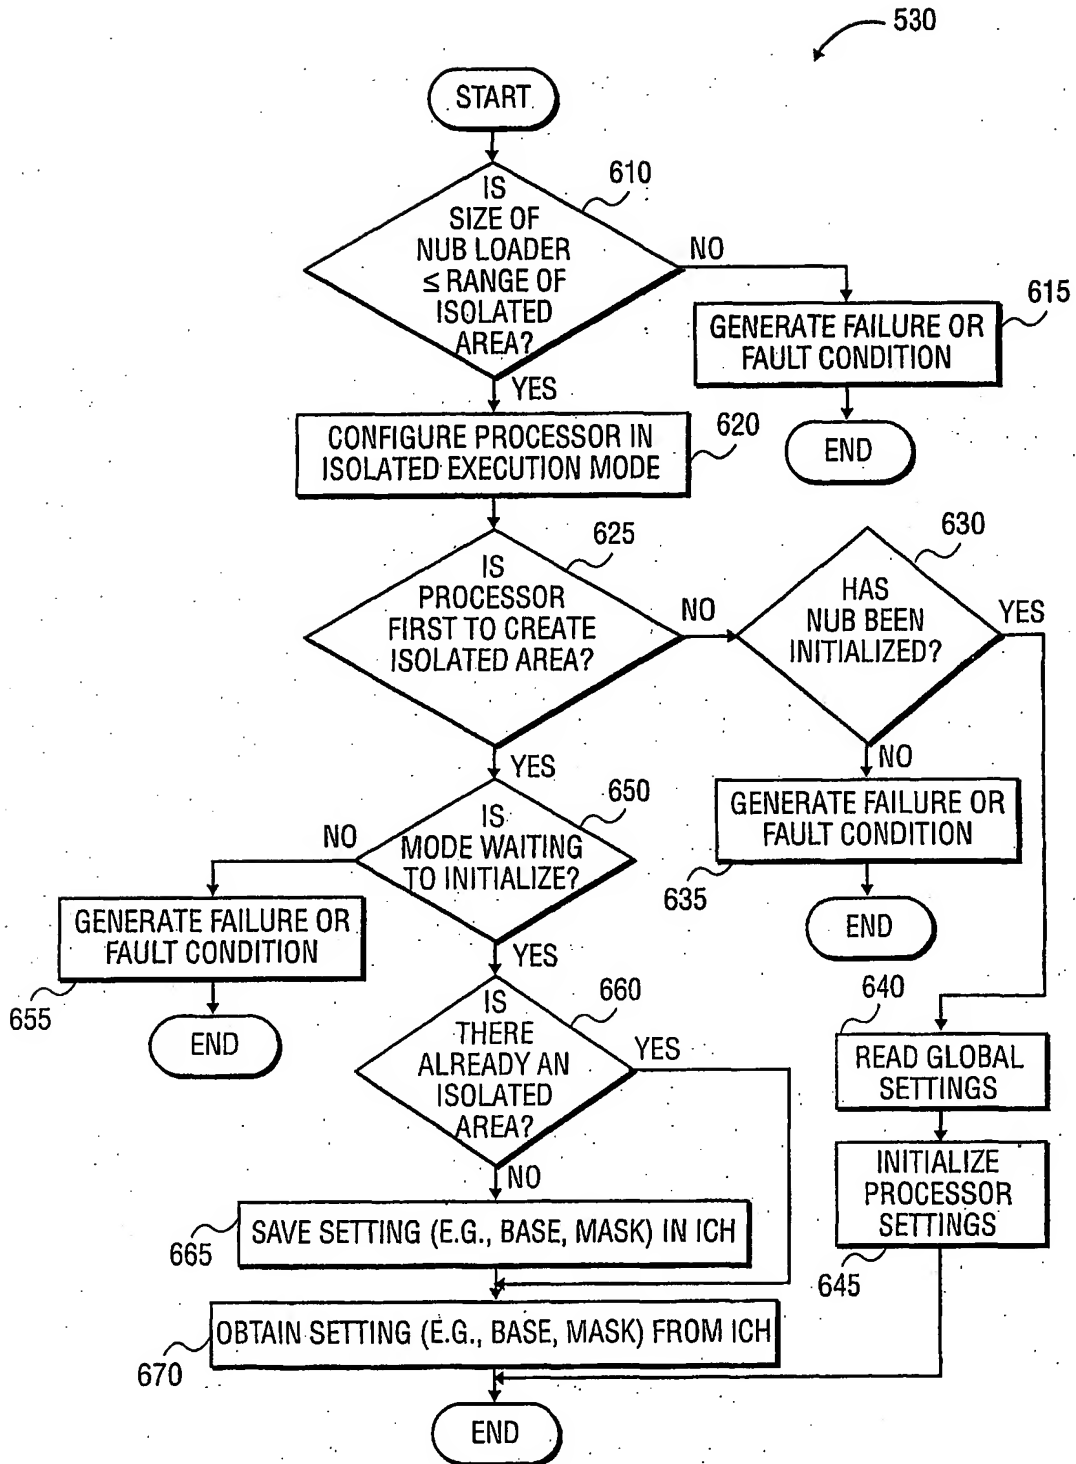 530
START
610
IS
SIZE OF
NUB LOADER
≤ RANGE OF
ISOLATED
AREA?
NO
615
GENERATE FAILURE OR
FAULT CONDITION
END
YES
620
CONFIGURE PROCESSOR IN
ISOLATED EXECUTION MODE
625
IS
PROCESSOR
FIRST TO CREATE
ISOLATED AREA?
NO
630
HAS
NUB BEEN
INITIALIZED?
YES
NO
GENERATE FAILURE OR
FAULT CONDITION
635
END
YES
650
IS
MODE WAITING
TO INITIALIZE?
NO
GENERATE FAILURE OR
FAULT CONDITION
655
END
YES
660
IS
THERE
ALREADY AN
ISOLATED
AREA?
YES
640
READ GLOBAL
SETTINGS
INITIALIZE
PROCESSOR
SETTINGS
645
NO
SAVE SETTING (E.G., BASE, MASK) IN ICH
665
OBTAIN SETTING (E.G., BASE, MASK) FROM ICH
670
END